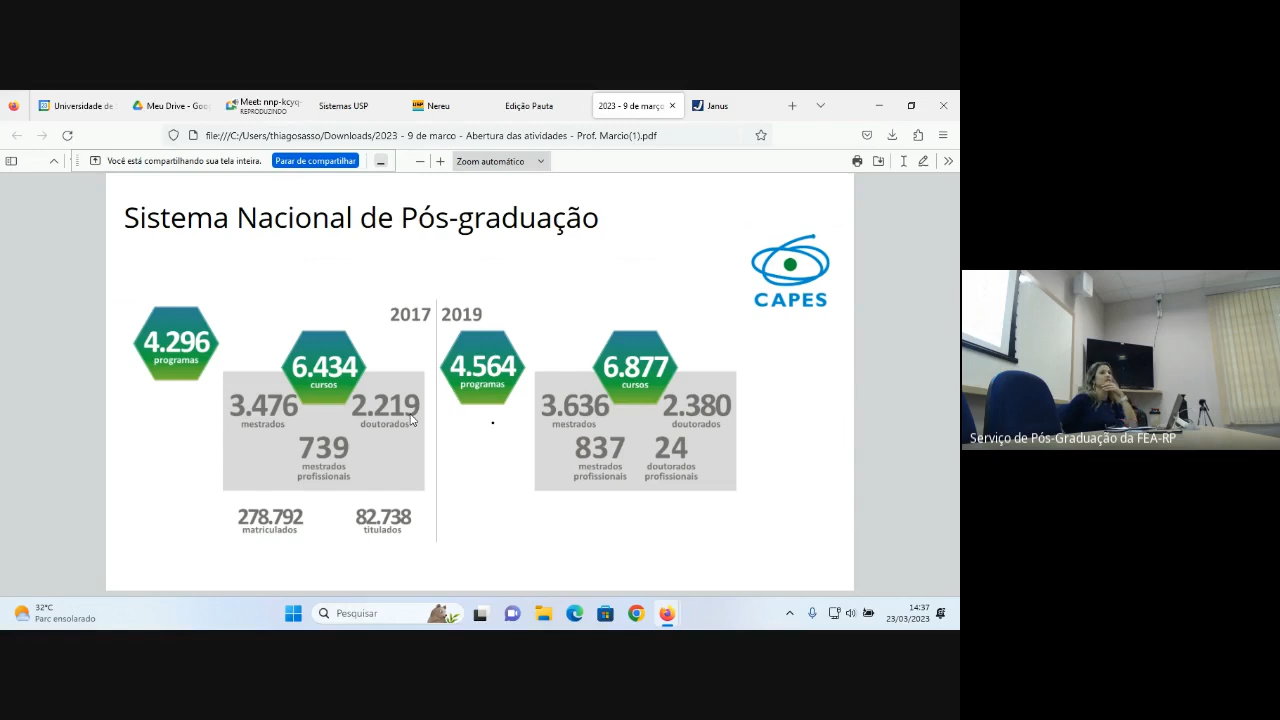 Universidade de
Meu Drive - Goo
Meet: nnp-kcyq-
REPRODUZINDO
Sistemas USP
Nereu
Edição Pauta
2023 - 9 de março
Janus
file:///C:/Users/thiagosasso/Downloads/2023 - 9 de marco - Abertura das atividades - Prof. Marcio(1).pdf
Você está compartilhando sua tela inteira.
Parar de compartilhar
Zoom automático
Sistema Nacional de Pós-graduação
CAPES
2017
2019
4.296
programas
6.434
cursos
3.476
mestrados
2.219
doutorados
739
mestrados
profissionais
278.792
matriculados
82.738
titulados
4.564
programas
6.877
cursos
3.636
mestrados
2.380
doutorados
837
mestrados
profissionais
24
doutorados
profissionais
Serviço de Pós-Graduação da FEA-RP
32°C
Parc ensolarado
Pesquisar
14:37
23/03/2023